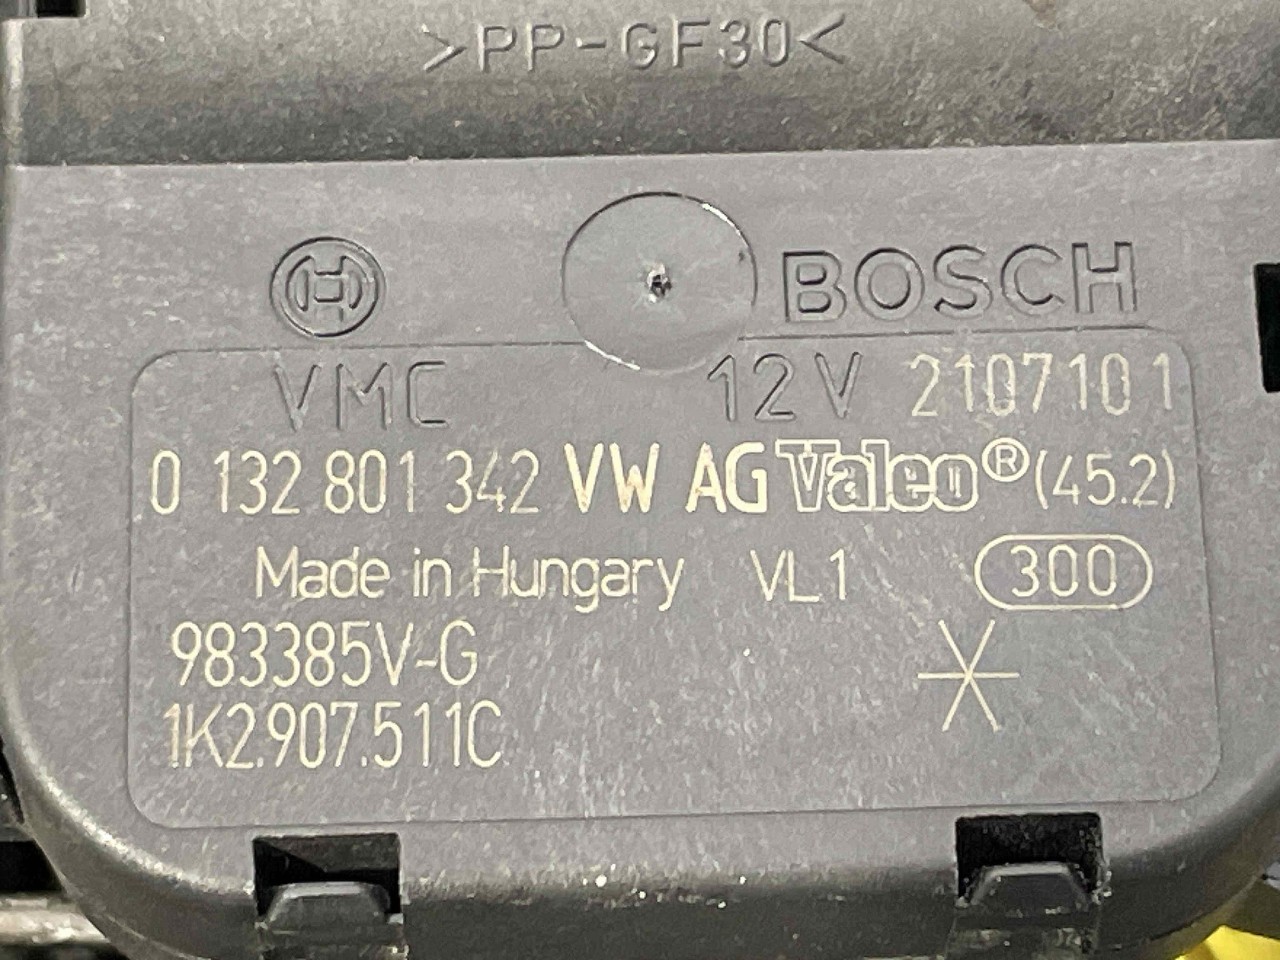 >PP-GF30<
BOSCH
VMC 12V 2107101
0 132 801 342 VW AG Valeo®(45.2)
Made in Hungary VL1 300
983385V-G
1K2.907.511C